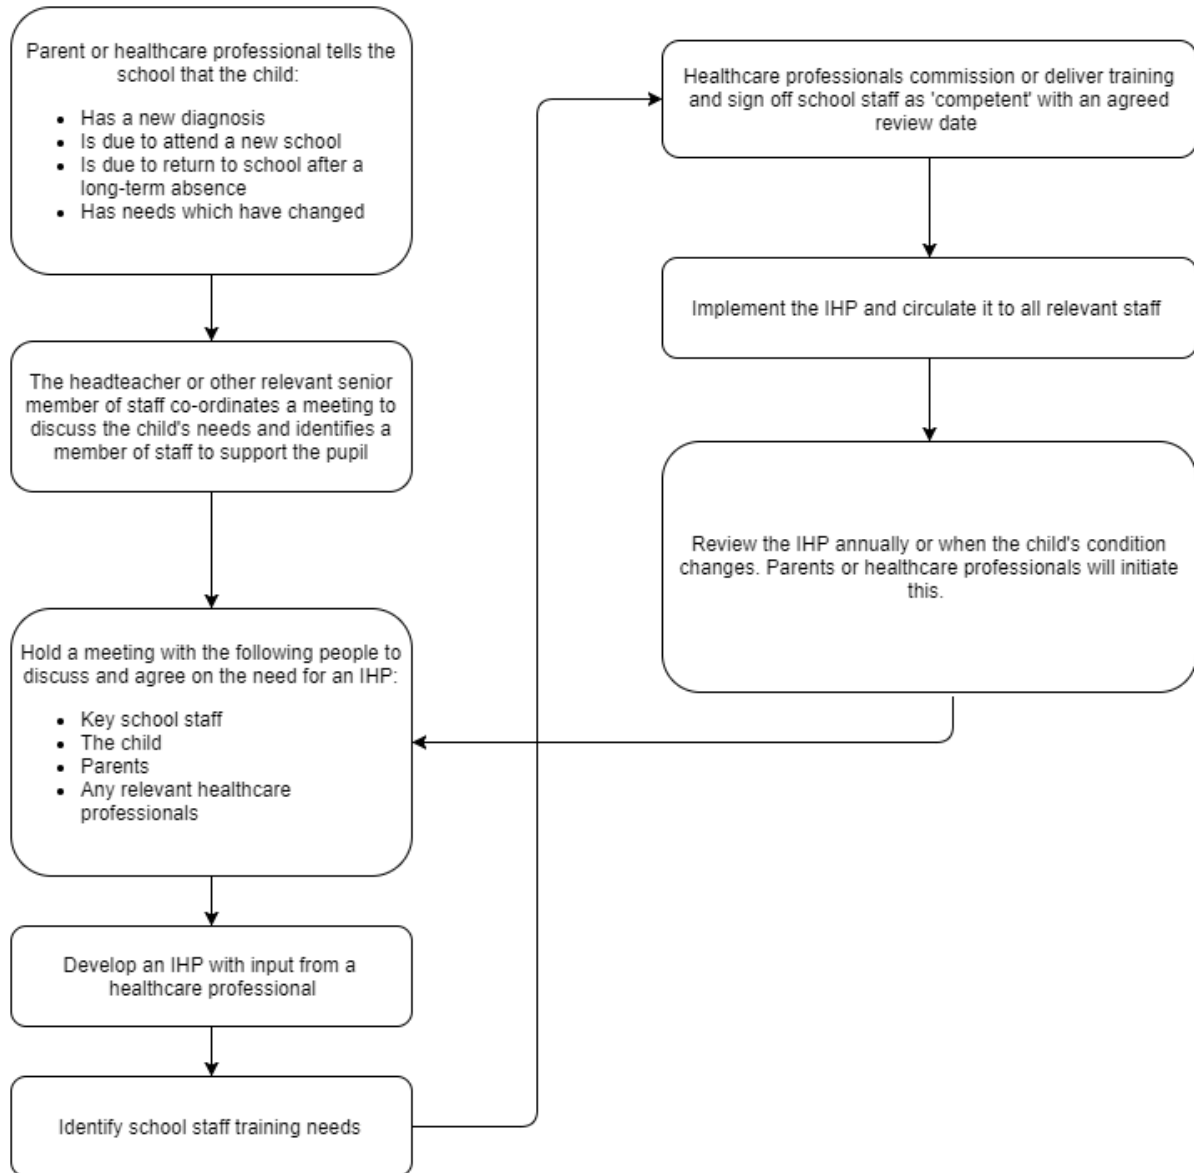 Parent or healthcare professional tells the
school that the child:
• Has a new diagnosis
• Is due to attend a new school
• Is due to return to school after a
long-term absence
• Has needs which have changed
The headteacher or other relevant senior
member of staff co-ordinates a meeting to
discuss the child's needs and identifies a
member of staff to support the pupil
Hold a meeting with the following people to
discuss and agree on the need for an IHP:
• Key school staff
• The child
• Parents
• Any relevant healthcare
professionals
Develop an IHP with input from a
healthcare professional
Identify school staff training needs
Healthcare professionals commission or deliver training
and sign off school staff as 'competent' with an agreed
review date
Implement the IHP and circulate it to all relevant staff
Review the IHP annually or when the child's condition
changes. Parents or healthcare professionals will initiate
this.